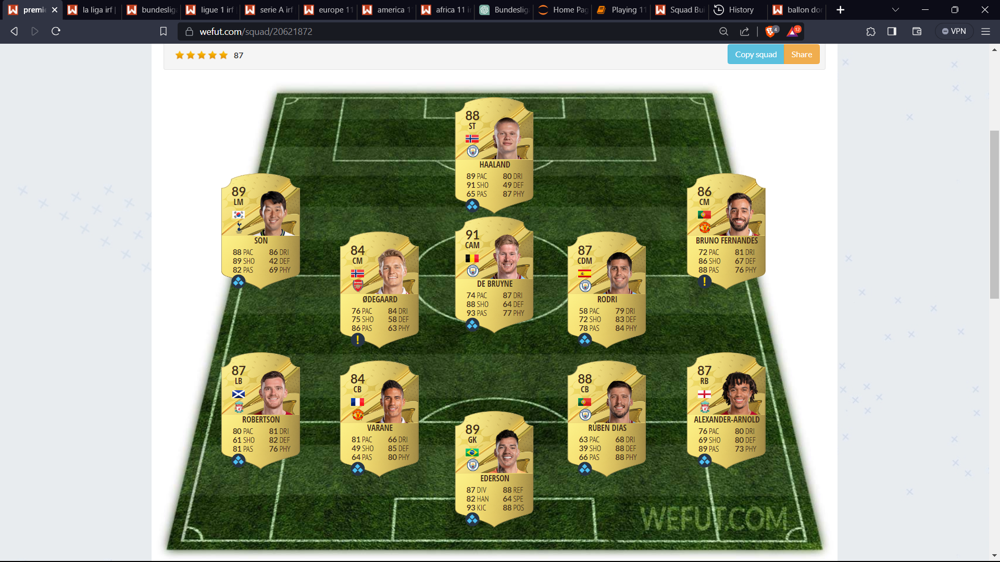 premi
la liga irf
bundeslig
ligue 1 irf
serie A irf
europe 11
america 1
africa 11 i
Bundeslig
Home Pag
Playing 11
Squad Bui
History
ballon dor
wefut.com/squad/20621872
4
12
VPN
87
Copy squad
Share
88
ST
HAALAND
89 PAC 80 DRI
91 SHO 49 DEF
65 PAS 87 PHY
89
LM
SON
88 PAC 86 DRI
89 SHO 42 DEF
82 PAS 69 PHY
86
CM
BRUNO FERNANDES
72 PAC 81 DRI
86 SHO 67 DEF
88 PAS 76 PHY
84
CM
ØDEGAARD
76 PAC 84 DRI
75 SHO 58 DEF
86 PAS 63 PHY
91
CAM
DE BRUYNE
74 PAC 87 DRI
88 SHO 64 DEF
93 PAS 77 PHY
87
CDM
RODRI
58 PAC 79 DRI
72 SHO 83 DEF
78 PAS 84 PHY
87
LB
ROBERTSON
80 PAC 81 DRI
61 SHO 82 DEF
81 PAS 76 PHY
84
CB
VARANE
81 PAC 66 DRI
49 SHO 85 DEF
64 PAS 80 PHY
89
GK
EDERSON
87 DIV 88 REF
82 HAN 64 SPE
93 KIC 88 POS
88
CB
RÚBEN DIAS
63 PAC 68 DRI
39 SHO 88 DEF
66 PAS 88 PHY
87
RB
ALEXANDER-ARNOLD
76 PAC 80 DRI
69 SHO 80 DEF
89 PAS 73 PHY
WEFUT.COM